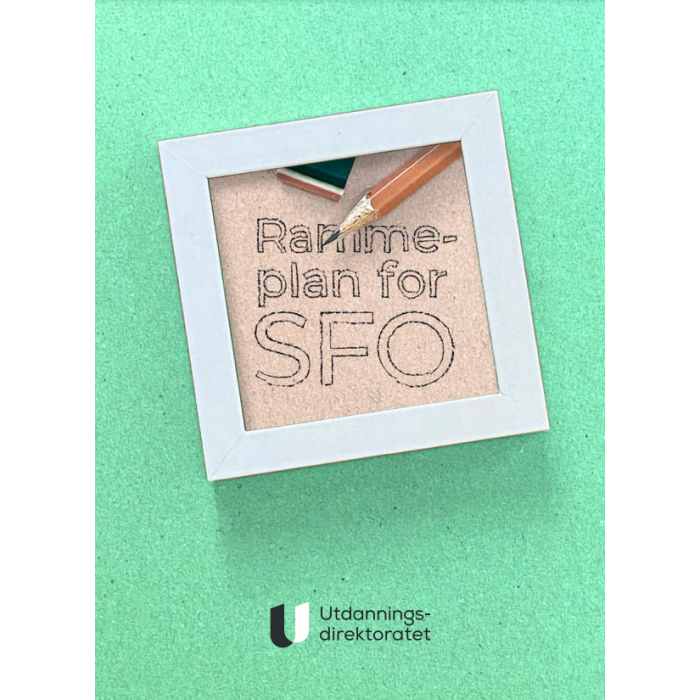 Ramme-
plan for
SFO
Utdannings-
direktoratet